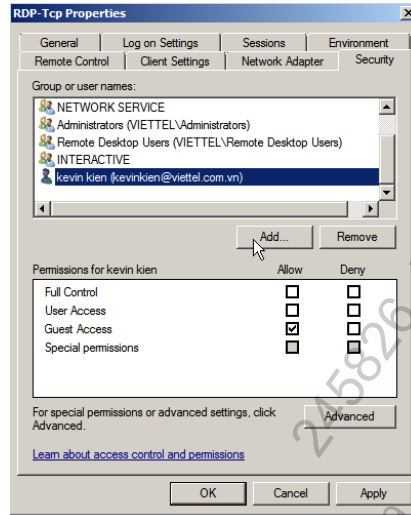 RDP-Tcp Properties
General Log on Settings Sessions Environment
Remote Control Client Settings Network Adapter Security
Group or user names:
NETWORK SERVICE
Administrators (VIETTEL\Administrators)
Remote Desktop Users (VIETTEL\Remote Desktop Users)
INTERACTIVE
kevin kien (kevinkien@viettel.com.vn)
Add... Remove
Permissions for kevin kien Allow Deny
Full Control
User Access
Guest Access
Special permissions
For special permissions or advanced settings, click
Advanced.
Advanced
Learn about access control and permissions
OK Cancel Apply
245826